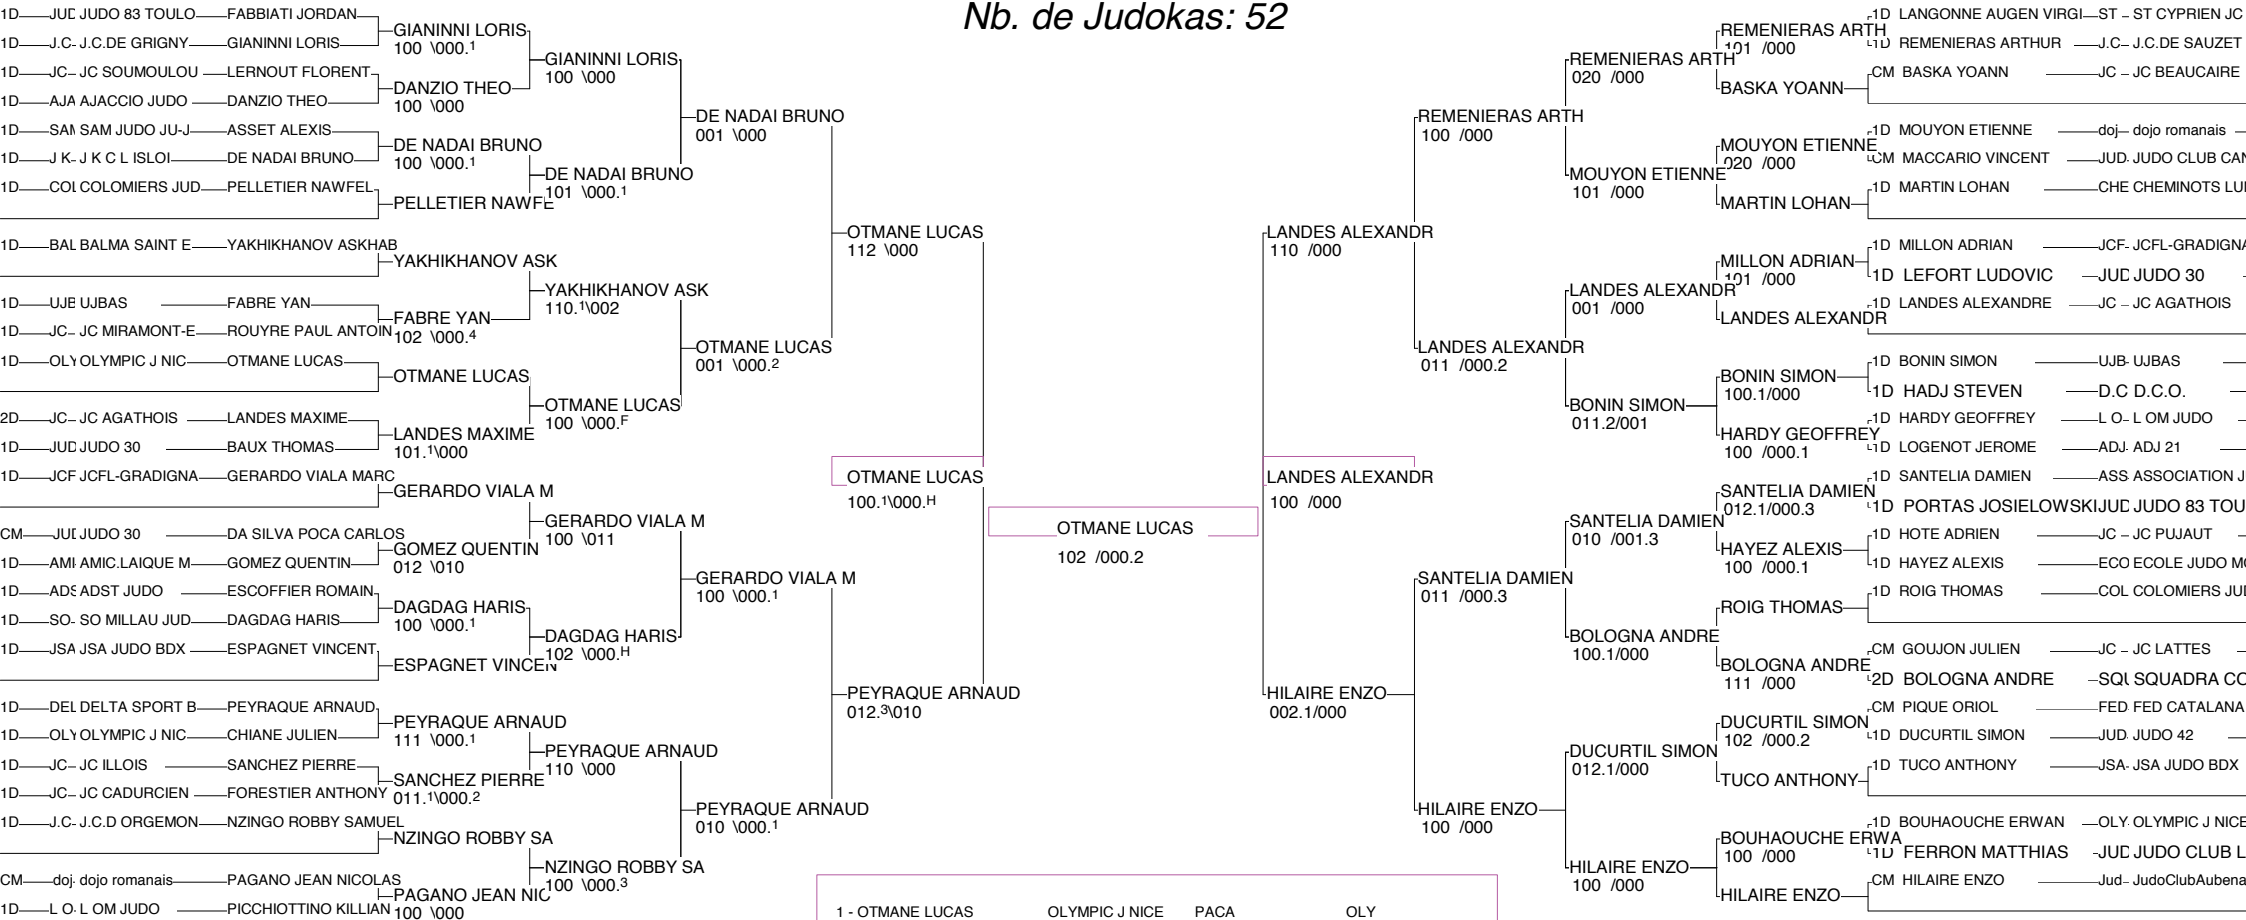 Nb. de Judokas: 52
1D JUD JUDO 83 TOULO FABBIATI JORDAN
1D J.C- J.C.DE GRIGNY GIANINNI LORIS
1D JC- JC SOUMOULOU LERNOUT FLORENT
1D AJA AJACCIO JUDO DANZIO THEO
1D SAM SAM JUDO JU-J ASSET ALEXIS
1D J K- J K C L ISLOI DE NADAI BRUNO
1D COL COLOMIERS JUD PELLETIER NAWFEL
1D BAL BALMA SAINT E YAKHIKHANOV ASKHAB
1D UJB UJBAS FABRE YAN
1D JC- JC MIRAMONT-E ROUYRE PAUL ANTOIN
1D OLY OLYMPIC J NIC OTMANE LUCAS
2D JC- JC AGATHOIS LANDES MAXIME
1D JUD JUDO 30 BAUX THOMAS
1D JCF JCFL-GRADIGNA GERARDO VIALA MARC
CM JUD JUDO 30 DA SILVA POCA CARLOS
1D AMI AMIC.LAIQUE M GOMEZ QUENTIN
1D ADS ADST JUDO ESCOFFIER ROMAIN
1D SO- SO MILLAU JUD DAGDAG HARIS
1D JSA JSA JUDO BDX ESPAGNET VINCENT
1D DEL DELTA SPORT B PEYRAQUE ARNAUD
1D OLY OLYMPIC J NIC CHIANE JULIEN
1D JC- JC ILLOIS SANCHEZ PIERRE
1D JC- JC CADURCIEN FORESTIER ANTHONY
1D J.C- J.C.D ORGEMON NZINGO ROBBY SAMUEL
CM doj- dojo romanais PAGANO JEAN NICOLAS
1D L O- L OM JUDO PICCHIOTTINO KILLIAN
GIANINNI LORIS
100 \000.1
DANZIO THEO
100 \000
DE NADAI BRUNO
100 \000.1
PELLETIER NAWFE
YAKHIKHANOV ASK
FABRE YAN
102 \000.4
OTMANE LUCAS
LANDES MAXIME
101.1\000
GERARDO VIALA M
GOMEZ QUENTIN
012 \010
DAGDAG HARIS
100 \000.1
ESPAGNET VINCEN
PEYRAQUE ARNAUD
111 \000.1
SANCHEZ PIERRE
011.1\000.2
NZINGO ROBBY SA
PAGANO JEAN NIC
100 \000
GIANINNI LORIS
100 \000
DE NADAI BRUNO
101 \000.1
YAKHIKHANOV ASK
110.1\002
OTMANE LUCAS
100 \000.F
GERARDO VIALA M
100 \011
DAGDAG HARIS
102 \000.H
PEYRAQUE ARNAUD
110 \000
NZINGO ROBBY SA
100 \000.3
DE NADAI BRUNO
001 \000
OTMANE LUCAS
001 \000.2
GERARDO VIALA M
100 \000.1
PEYRAQUE ARNAUD
010 \000.1
OTMANE LUCAS
112 \000
PEYRAQUE ARNAUD
012.3\010
OTMANE LUCAS
100.1\000.H
OTMANE LUCAS
102 /000.2
LANDES ALEXANDR
100 /000
LANDES ALEXANDR
110 /000
HILAIRE ENZO
002.1/000
REMENIERAS ARTH
100 /000
LANDES ALEXANDR
011 /000.2
SANTELIA DAMIEN
011 /000.3
HILAIRE ENZO
100 /000
REMENIERAS ARTH
020 /000
MOUYON ETIENNE
101 /000
LANDES ALEXANDR
001 /000
BONIN SIMON
011.2/001
SANTELIA DAMIEN
010 /001.3
BOLOGNA ANDRE
100.1/000
DUCURTIL SIMON
012.1/000
HILAIRE ENZO
100 /000
REMENIERAS ARTH
101 /000
BASKA YOANN
MOUYON ETIENNE
020 /000
MARTIN LOHAN
MILLON ADRIAN
101 /000
LANDES ALEXANDR
BONIN SIMON
100.1/000
HARDY GEOFFREY
100 /000.1
SANTELIA DAMIEN
012.1/000.3
HAYEZ ALEXIS
100 /000.1
ROIG THOMAS
BOLOGNA ANDRE
111 /000
DUCURTIL SIMON
102 /000.2
TUCO ANTHONY
BOUHAOUCHE ERWA
100 /000
HILAIRE ENZO
1D LANGONNE AUGEN VIRGI ST - ST CYPRIEN JC
1D REMENIERAS ARTHUR J.C- J.C.DE SAUZET
CM BASKA YOANN JC - JC BEAUCAIRE
1D MOUYON ETIENNE doj- dojo romanais
CM MACCARIO VINCENT JUD- JUDO CLUB CAN
1D MARTIN LOHAN CHE CHEMINOTS LU
1D MILLON ADRIAN JCF- JCFL-GRADIGNA
1D LEFORT LUDOVIC JUD JUDO 30
1D LANDES ALEXANDRE JC - JC AGATHOIS
1D BONIN SIMON UJB- UJBAS
1D HADJ STEVEN D.C D.C.O.
1D HARDY GEOFFREY L O- L OM JUDO
1D LOGENOT JEROME ADJ- ADJ 21
1D SANTELIA DAMIEN ASS ASSOCIATION J
1D PORTAS JOSIELOWSKI JUD JUDO 83 TOU
1D HOTE ADRIEN JC - JC PUJAUT
1D HAYEZ ALEXIS ECO ECOLE JUDO MO
1D ROIG THOMAS COL COLOMIERS JU
CM GOUJON JULIEN JC - JC LATTES
2D BOLOGNA ANDRE SQU SQUADRA CO
CM PIQUE ORIOL FED- FED CATALANA
1D DUCURTIL SIMON JUD- JUDO 42
1D TUCO ANTHONY JSA- JSA JUDO BDX
1D BOUHAOUCHE ERWAN OLY- OLYMPIC J NICE
1D FERRON MATTHIAS JUD JUDO CLUB L
CM HILAIRE ENZO Jud- JudoClubAubena
1 - OTMANE LUCAS OLYMPIC J NICE PACA OLY